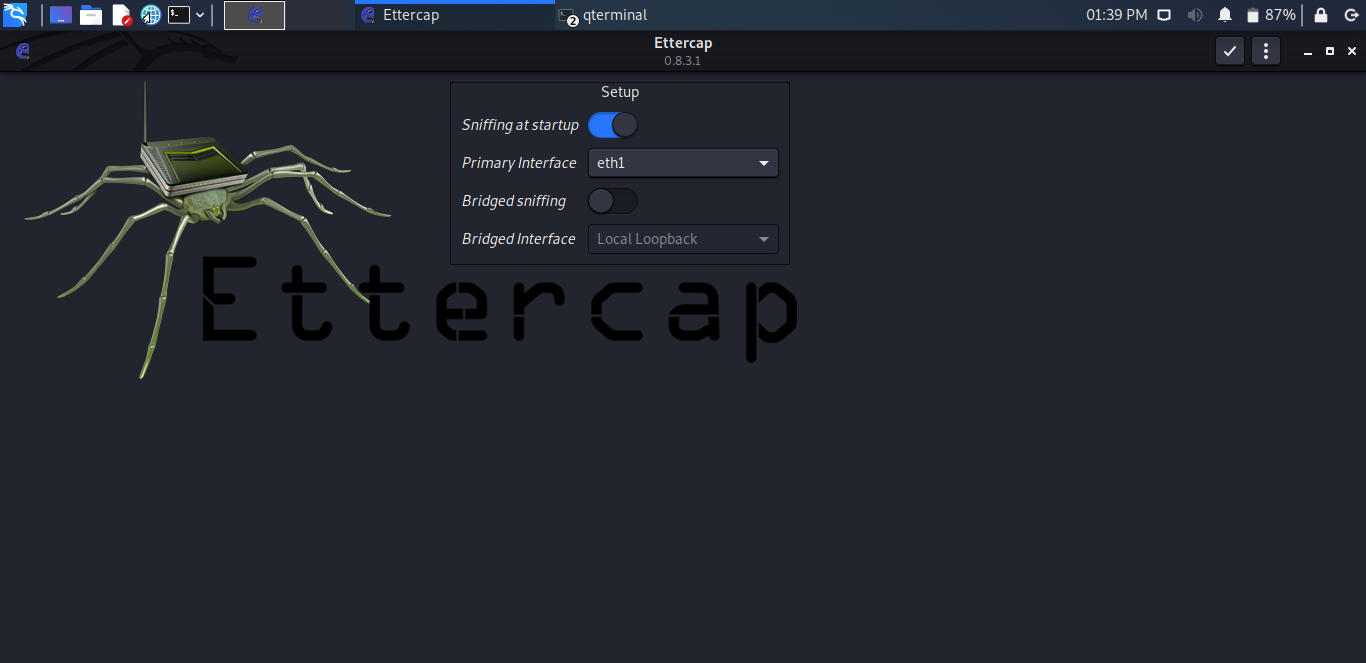 Ettercap
qterminal
2
01:39 PM
87%
Ettercap
0.8.3.1
Setup
Sniffing at startup
Primary Interface
eth1
Bridged sniffing
Bridged Interface
Local Loopback
Ettercap